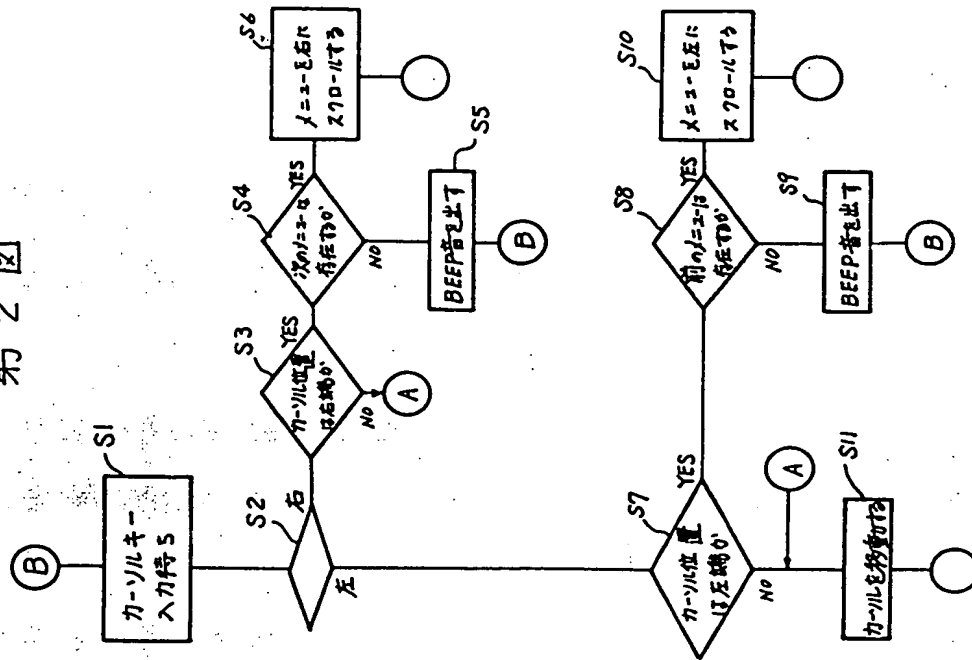 第2図
B
S1
カーソルキー
入力待ち
S2
右
左
S3
カーソル位置
は右端か
YES
NO
A
S4
次のメニューは
存在するか
YES
NO
S5
BEEP音を出す
B
S6
メニューを右に
スクロールする
S7
カーソル位置
は左端か
YES
NO
A
S8
前のメニューは
存在するか
YES
NO
S9
BEEP音を出す
B
S10
メニューを左に
スクロールする
S11
カーソルを移動する